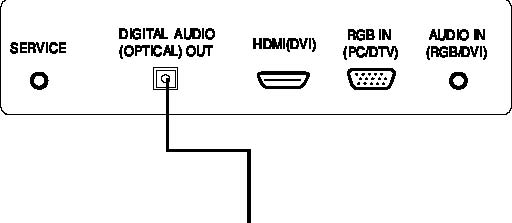 SERVICE
DIGITAL AUDIO
(OPTICAL) OUT
HDMI(DVI)
RGB IN
(PC/DTV)
AUDIO IN
(RGB/DVI)